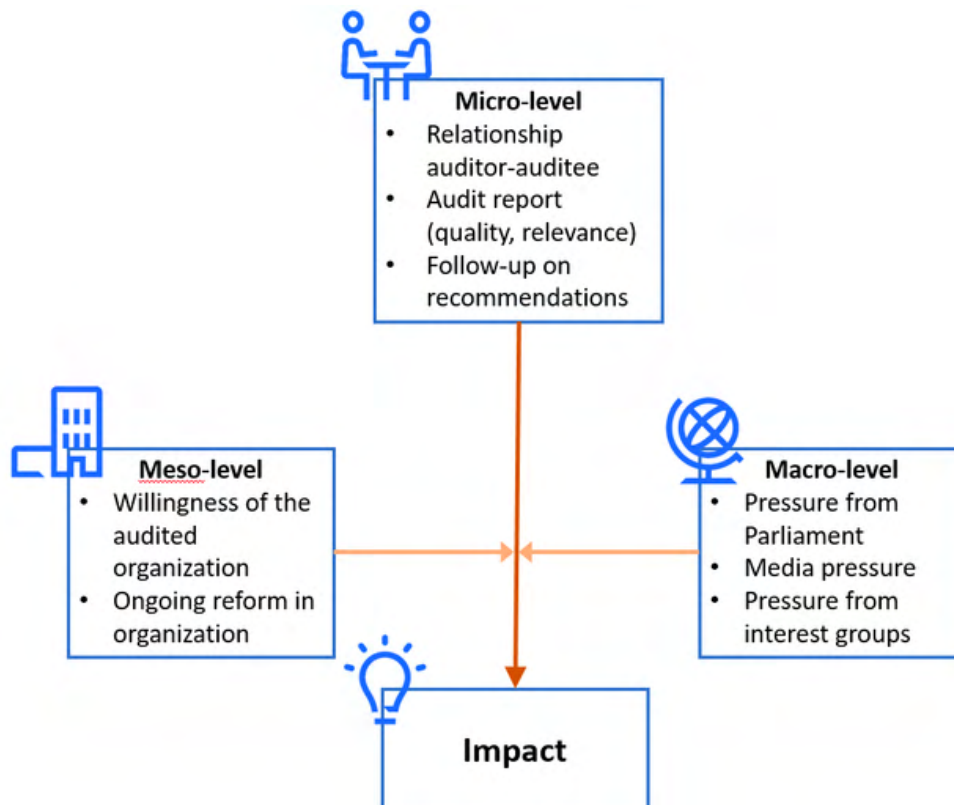 Micro-level
• Relationship
auditor-auditee
• Audit report
(quality, relevance)
• Follow-up on
recommendations
Meso-level
• Willingness of the
audited
organization
• Ongoing reform in
organization
Macro-level
• Pressure from
Parliament
• Media pressure
• Pressure from
interest groups
Impact